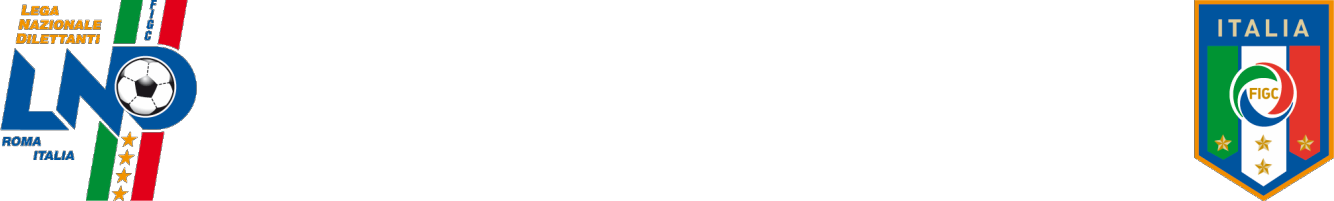 LEGA
NAZIONALE
DILETTANTI
FIGC
LND
ROMA
ITALIA
ITALIA
FIGC